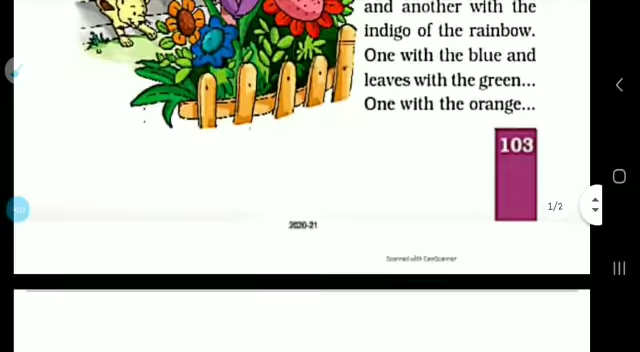 and another with the
indigo of the rainbow.
One with the blue and
leaves with the green...
One with the orange...
103
1/2
2020-21
Scanned with CamScanner